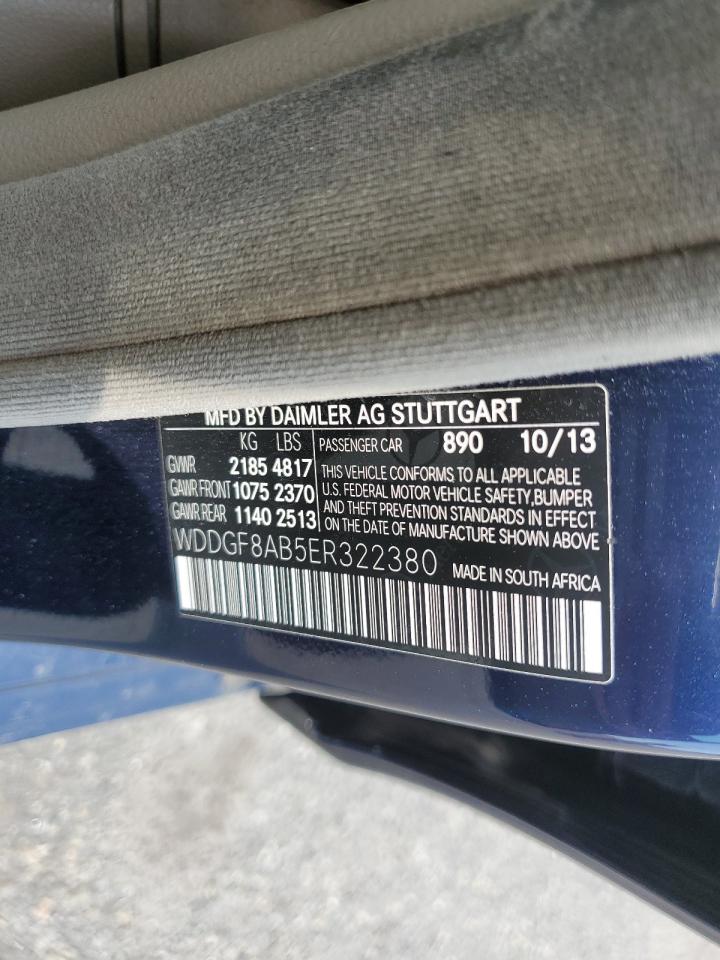 MFD BY DAIMLER AG STUTTGART
KG LBS
GVWR 2185 4817
GAWR FRONT 1075 2370
GAWR REAR 1140 2513
PASSENGER CAR 890 10/13
THIS VEHICLE CONFORMS TO ALL APPLICABLE
U.S. FEDERAL MOTOR VEHICLE SAFETY,BUMPER
AND THEFT PREVENTION STANDARDS IN EFFECT
ON THE DATE OF MANUFACTURE SHOWN ABOVE
WDDGF8AB5ER322380 MADE IN SOUTH AFRICA